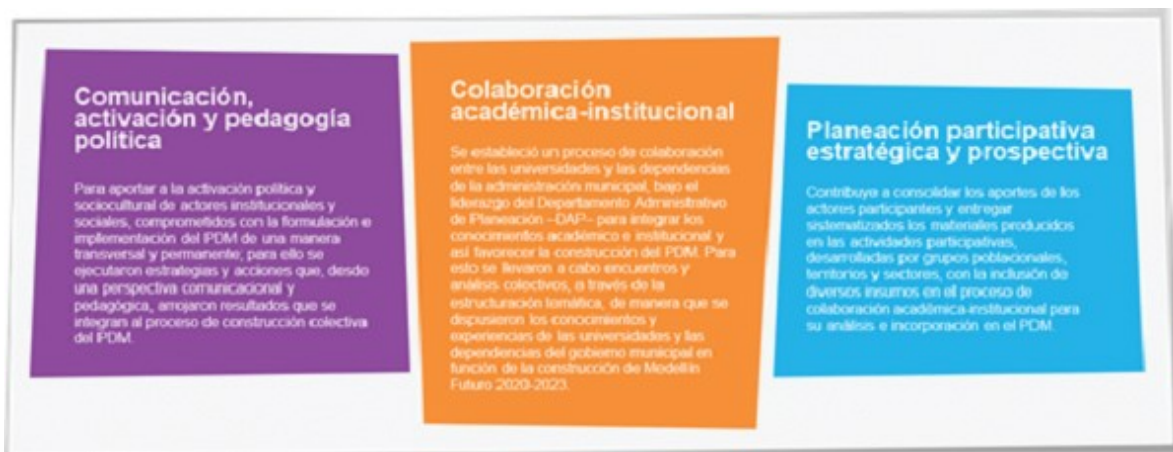 Comunicación,
activación y pedagogía
política
Para aportar a la activación política y
sociocultural de actores institucionales y
sociales, comprometidos con la formulación e
implementación del PDM de una manera
transversal y permanente; para ello se
ejecutaron estrategias y acciones que, desde
una perspectiva comunicacional y
pedagógica, arrojaron resultados que se
integran al proceso de construcción colectiva
del PDM.
Colaboración
académica-institucional
Se estableció un proceso de colaboración
entre las universidades y las dependencias
de la administración municipal, bajo el
liderazgo del Departamento Administrativo
de Planeación –DAP– para integrar los
conocimientos académico e institucional y
así favorecer la construcción del PDM. Para
esto se llevaron a cabo encuentros y
análisis colectivos, a través de la
estructuración temática, de manera que se
dispusieron los conocimientos y
experiencias de las universidades y las
dependencias del gobierno municipal en
función de la construcción de Medellín
Futuro 2020-2023.
Planeación participativa
estratégica y prospectiva
Contribuye a consolidar los aportes de los
actores participantes y entregar
sistematizados los materiales producidos
en las actividades participativas,
desarrolladas por grupos poblacionales,
territorios y sectores, con la inclusión de
diversos insumos en el proceso de
colaboración académica-institucional para
su análisis e incorporación en el PDM.